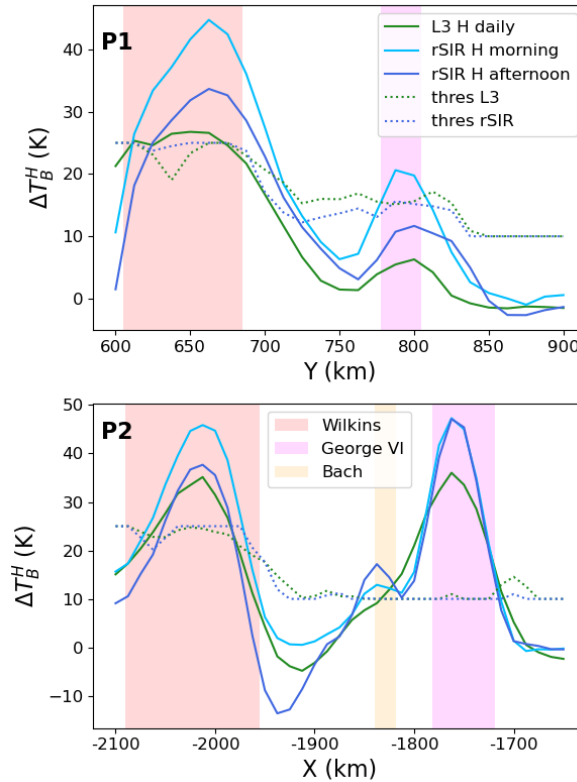 P1
L3 H daily
rSIR H morning
rSIR H afternoon
thres L3
thres rSIR
40
30
20
10
0
ΔT_B^H (K)
600 650 700 750 800 850 900
Y (km)
P2
Wilkins
George VI
Bach
50
40
30
20
10
0
−10
ΔT_B^H (K)
-2100 -2000 -1900 -1800 -1700
X (km)